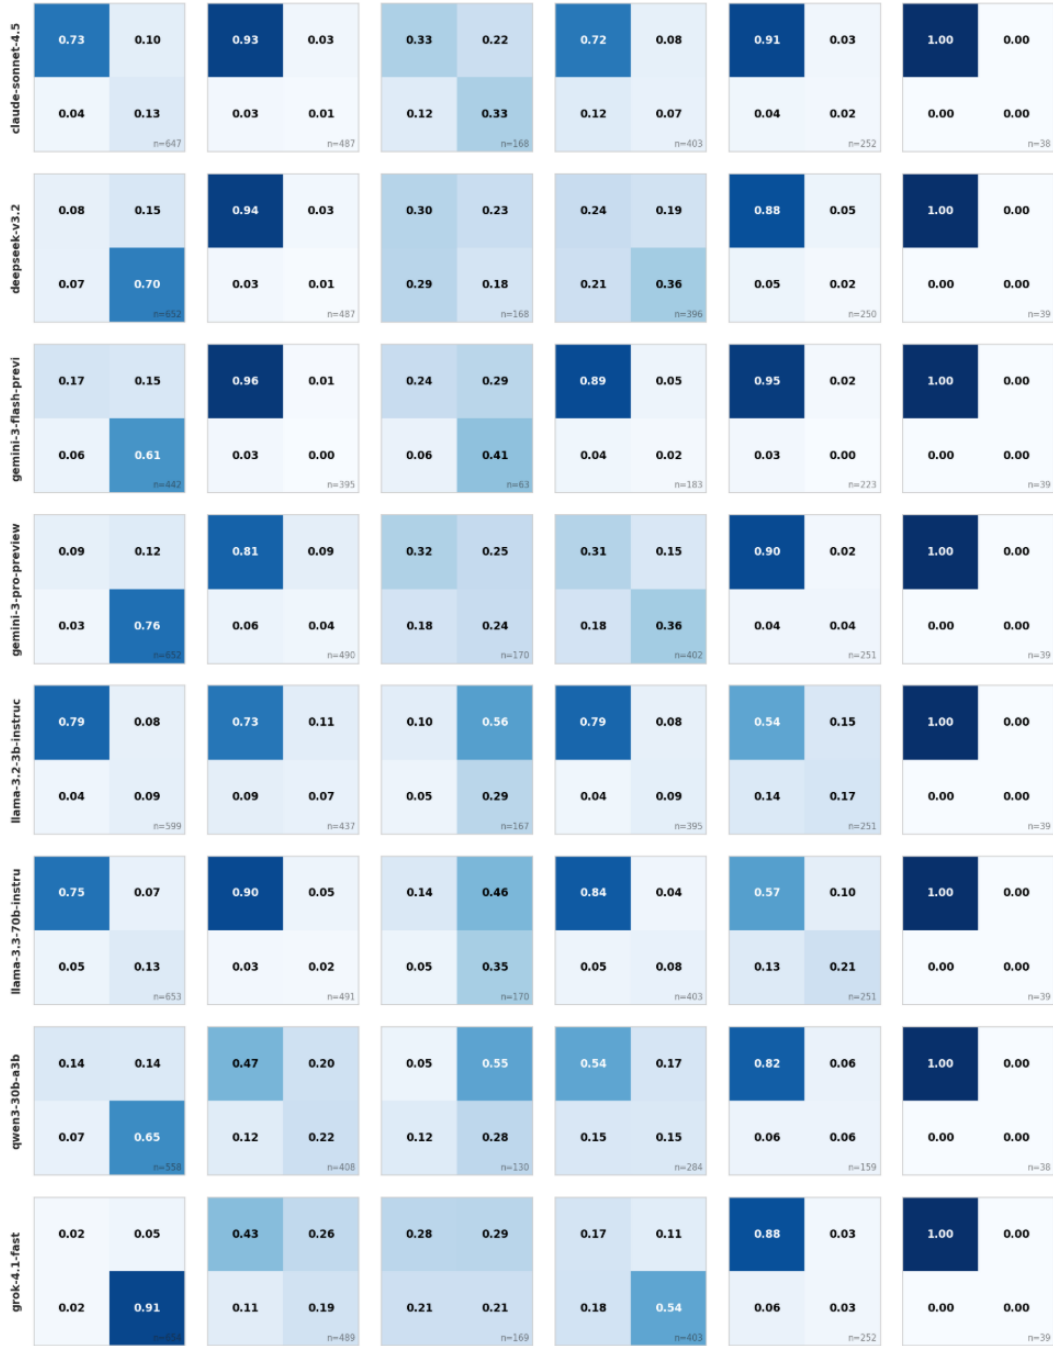 claude-sonnet-4.5
0.73 0.10 0.93 0.03 0.33 0.22 0.72 0.08 0.91 0.03 1.00 0.00
0.04 0.13 0.03 0.01 0.12 0.33 0.12 0.07 0.04 0.02 0.00 0.00
n=647 n=487 n=168 n=403 n=252 n=38
deepseek-v3.2
0.08 0.15 0.94 0.03 0.30 0.23 0.24 0.19 0.88 0.05 1.00 0.00
0.07 0.70 0.03 0.01 0.29 0.18 0.21 0.36 0.05 0.02 0.00 0.00
n=652 n=487 n=168 n=396 n=250 n=39
gemini-3-flash-previ
0.17 0.15 0.96 0.01 0.24 0.29 0.89 0.05 0.95 0.02 1.00 0.00
0.06 0.61 0.03 0.00 0.06 0.41 0.04 0.02 0.03 0.00 0.00 0.00
n=442 n=395 n=63 n=183 n=223 n=39
gemini-3-pro-preview
0.09 0.12 0.81 0.09 0.32 0.25 0.31 0.15 0.90 0.02 1.00 0.00
0.03 0.76 0.06 0.04 0.18 0.24 0.18 0.36 0.04 0.04 0.00 0.00
n=652 n=490 n=170 n=402 n=251 n=39
llama-3.2-3b-instruc
0.79 0.08 0.73 0.11 0.10 0.56 0.79 0.08 0.54 0.15 1.00 0.00
0.04 0.09 0.09 0.07 0.05 0.29 0.04 0.09 0.14 0.17 0.00 0.00
n=599 n=437 n=167 n=395 n=251 n=39
llama-3.3-70b-instru
0.75 0.07 0.90 0.05 0.14 0.46 0.84 0.04 0.57 0.10 1.00 0.00
0.05 0.13 0.03 0.02 0.05 0.35 0.05 0.08 0.13 0.21 0.00 0.00
n=653 n=491 n=170 n=403 n=251 n=39
qwen3-30b-a3b
0.14 0.14 0.47 0.20 0.05 0.55 0.54 0.17 0.82 0.06 1.00 0.00
0.07 0.65 0.12 0.22 0.12 0.28 0.15 0.15 0.06 0.06 0.00 0.00
n=558 n=408 n=130 n=284 n=159 n=38
grok-4.1-fast
0.02 0.05 0.43 0.26 0.28 0.29 0.17 0.11 0.88 0.03 1.00 0.00
0.02 0.91 0.11 0.19 0.21 0.21 0.18 0.54 0.06 0.03 0.00 0.00
n=489 n=169 n=403 n=252 n=39